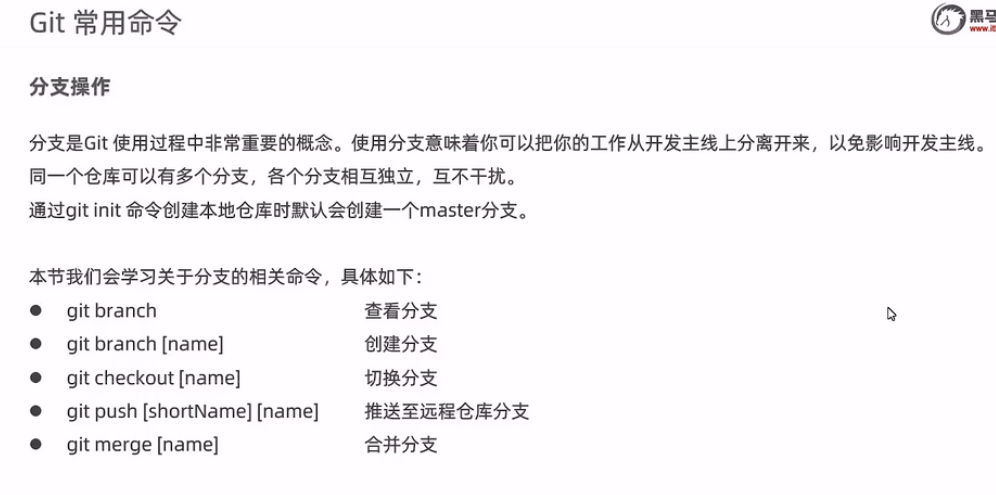 Git 常用命令
黑马
www.it
分支操作
分支是Git 使用过程中非常重要的概念。使用分支意味着你可以把你的工作从开发主线上分离开来，以免影响开发主线。
同一个仓库可以有多个分支，各个分支相互独立，互不干扰。
通过git init 命令创建本地仓库时默认会创建一个master分支。
本节我们会学习关于分支的相关命令，具体如下：
● git branch 查看分支
● git branch [name] 创建分支
● git checkout [name] 切换分支
● git push [shortName] [name] 推送至远程仓库分支
● git merge [name] 合并分支